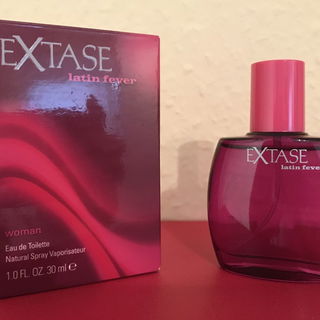 EXTASE
latin fever
woman
Eau de Toilette
Natural Spray Vaporisateur
1.0 FL. OZ. 30 ml ℮
EXTASE
latin fever